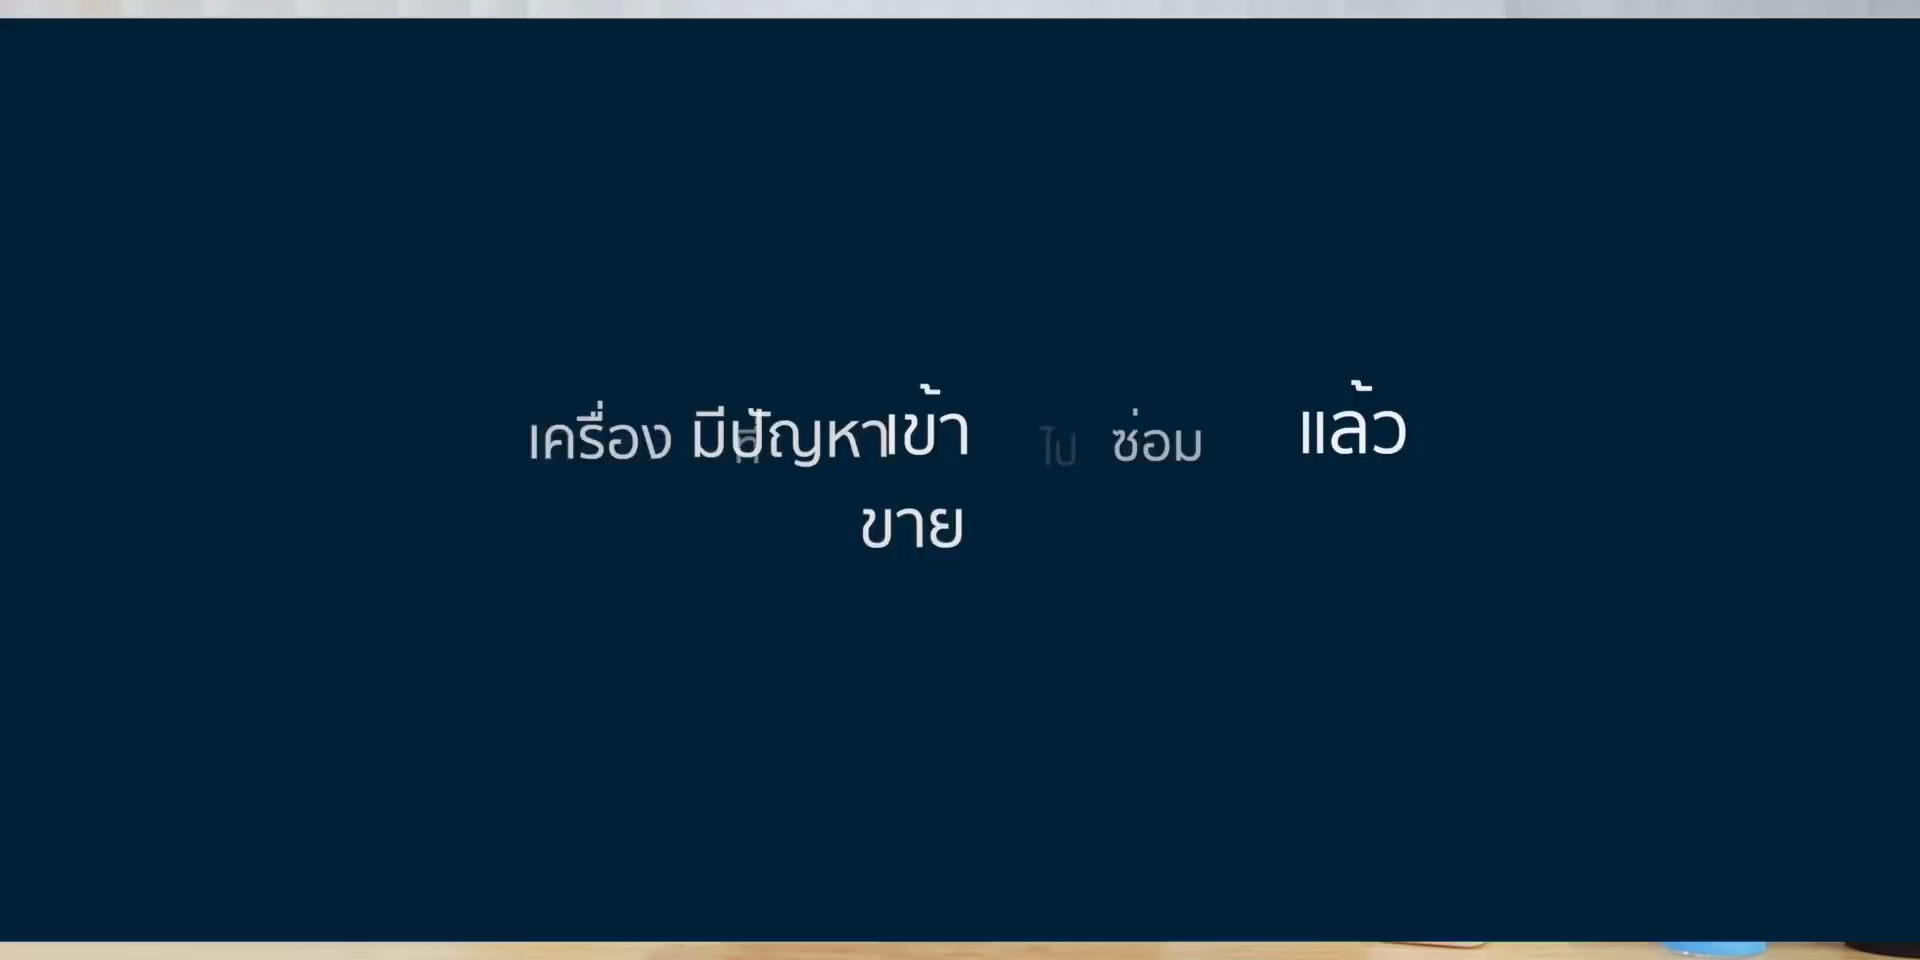 เครื่อง มีปัญหา เข้า ไป ซ่อม แล้ว
ขาย